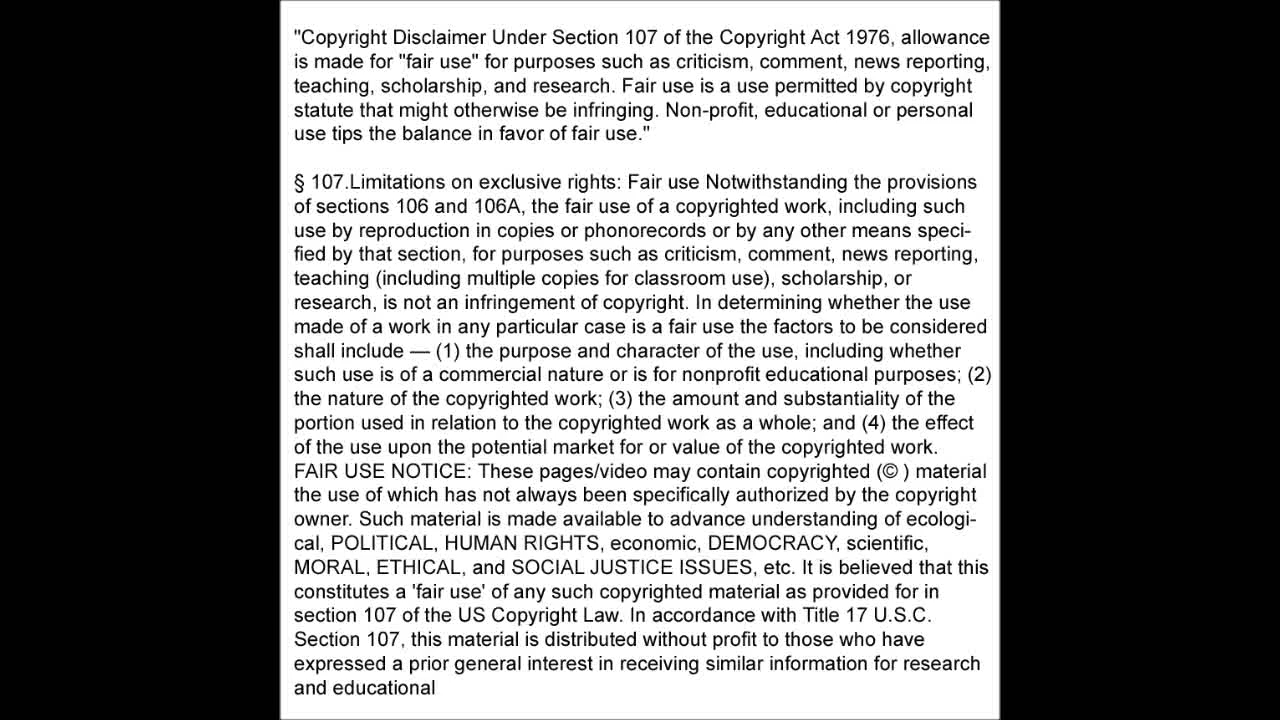 "Copyright Disclaimer Under Section 107 of the Copyright Act 1976, allowance
is made for "fair use" for purposes such as criticism, comment, news reporting,
teaching, scholarship, and research. Fair use is a use permitted by copyright
statute that might otherwise be infringing. Non-profit, educational or personal
use tips the balance in favor of fair use."
§ 107.Limitations on exclusive rights: Fair use Notwithstanding the provisions
of sections 106 and 106A, the fair use of a copyrighted work, including such
use by reproduction in copies or phonorecords or by any other means speci-
fied by that section, for purposes such as criticism, comment, news reporting,
teaching (including multiple copies for classroom use), scholarship, or
research, is not an infringement of copyright. In determining whether the use
made of a work in any particular case is a fair use the factors to be considered
shall include — (1) the purpose and character of the use, including whether
such use is of a commercial nature or is for nonprofit educational purposes; (2)
the nature of the copyrighted work; (3) the amount and substantiality of the
portion used in relation to the copyrighted work as a whole; and (4) the effect
of the use upon the potential market for or value of the copyrighted work.
FAIR USE NOTICE: These pages/video may contain copyrighted (© ) material
the use of which has not always been specifically authorized by the copyright
owner. Such material is made available to advance understanding of ecologi-
cal, POLITICAL, HUMAN RIGHTS, economic, DEMOCRACY, scientific,
MORAL, ETHICAL, and SOCIAL JUSTICE ISSUES, etc. It is believed that this
constitutes a 'fair use' of any such copyrighted material as provided for in
section 107 of the US Copyright Law. In accordance with Title 17 U.S.C.
Section 107, this material is distributed without profit to those who have
expressed a prior general interest in receiving similar information for research
and educational